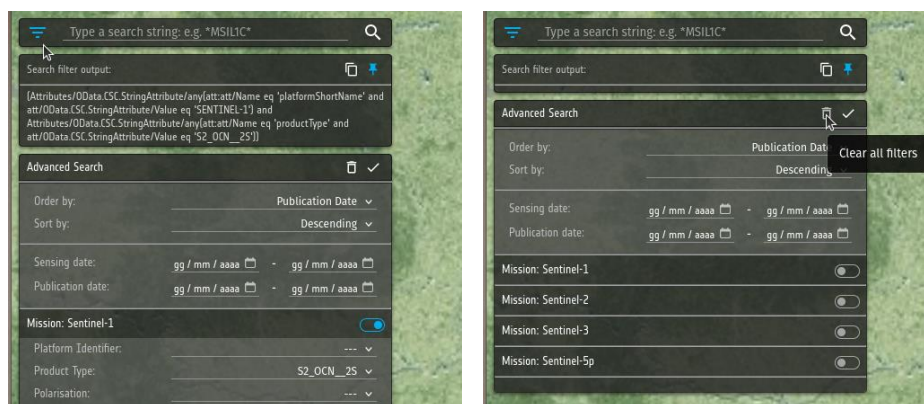 Type a search string: e.g. *MSIL1C*
Search filter output:
(Attributes/OData.CSC.StringAttribute/any(att:att/Name eq 'platformShortName' and
att/OData.CSC.StringAttribute/Value eq 'SENTINEL-1') and
Attributes/OData.CSC.StringAttribute/any(att:att/Name eq 'productType' and
att/OData.CSC.StringAttribute/Value eq 'S2_OCN__2S'))
Advanced Search
Order by: Publication Date
Sort by: Descending
Sensing date: gg / mm / aaaa - gg / mm / aaaa
Publication date: gg / mm / aaaa - gg / mm / aaaa
Mission: Sentinel-1
Platform Identifier: ---
Product Type: S2_OCN__2S
Polarisation: ---
Type a search string: e.g. *MSIL1C*
Search filter output:
Advanced Search
Clear all filters
Order by: Publication Date
Sort by: Descending
Sensing date: gg / mm / aaaa - gg / mm / aaaa
Publication date: gg / mm / aaaa - gg / mm / aaaa
Mission: Sentinel-1
Mission: Sentinel-2
Mission: Sentinel-3
Mission: Sentinel-5p